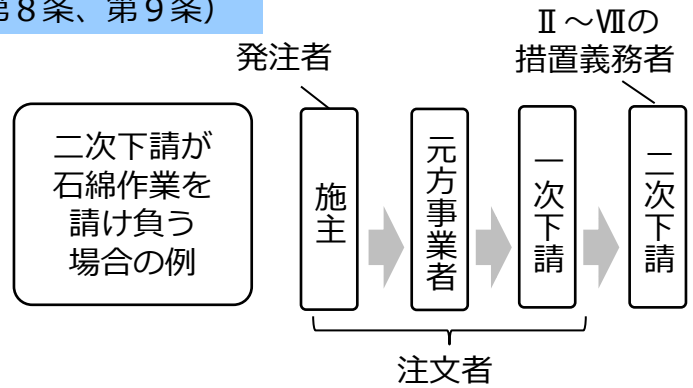 第８条、第９条）
Ⅱ～Ⅶの
措置義務者
発注者
二次下請が
石綿作業を
請け負う
場合の例
施主
元方事業者
一次下請
二次下請
注文者